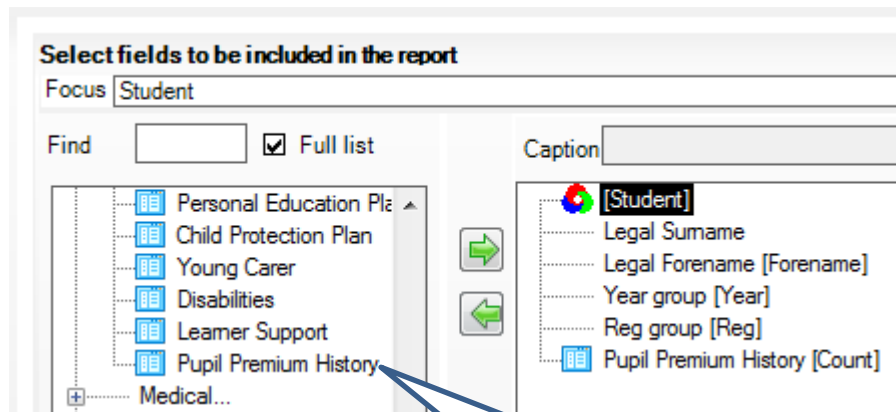 Select fields to be included in the report
Focus Student
Find
Full list
Personal Education Pla
Child Protection Plan
Young Carer
Disabilities
Learner Support
Pupil Premium History
Medical...
Caption
[Student]
Legal Surname
Legal Forename [Forename]
Year group [Year]
Reg group [Reg]
Pupil Premium History [Count]